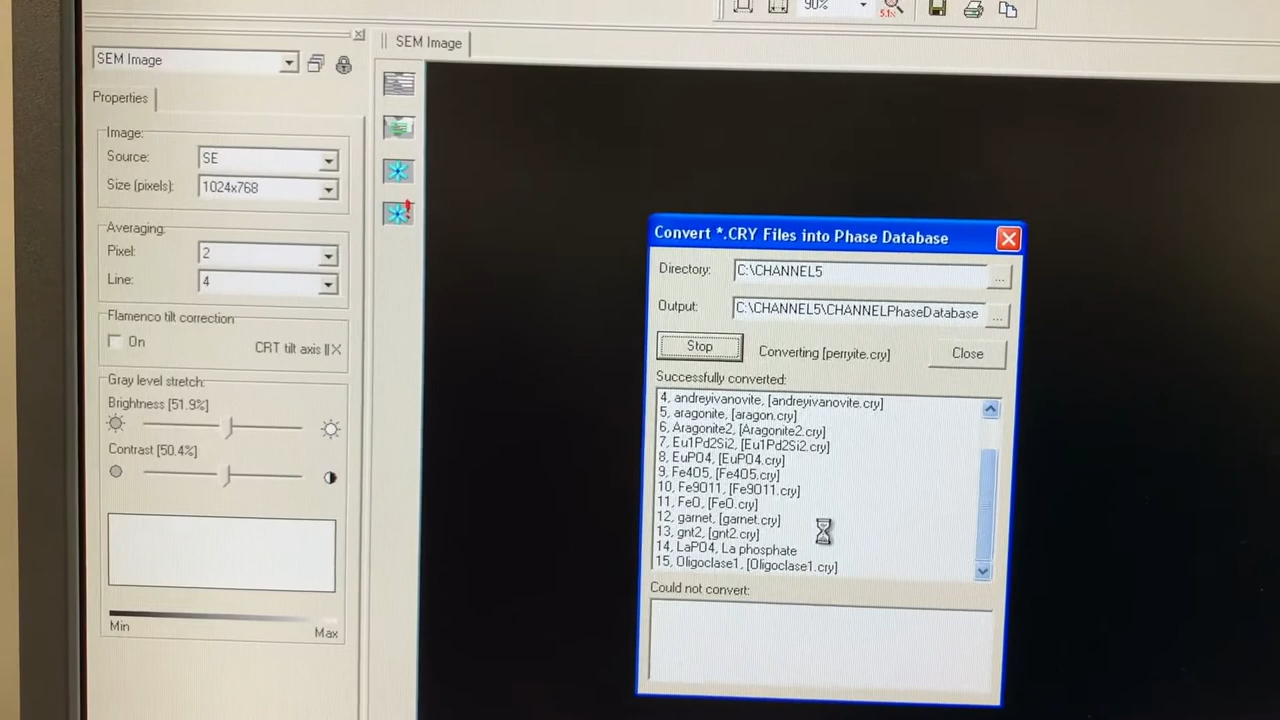 90%
5.1x
SEM Image
SEM Image
Properties
Image:
Source:
SE
Size (pixels):
1024x768
Averaging:
Pixel:
2
Line:
4
Flamenco tilt correction
On
CRT tilt axis || X
Gray level stretch:
Brightness [51.9%]
Contrast [50.4%]
Min
Max
Convert *.CRY Files into Phase Database
Directory:
C:\CHANNEL5
...
Output:
C:\CHANNEL5\CHANNELPhaseDatabase
...
Stop
Converting [perryite.cry]
Close
Successfully converted:
4, andreyivanovite, [andreyivanovite.cry]
5, aragonite, [aragon.cry]
6, Aragonite2, [Aragonite2.cry]
7, Eu1Pd2Si2, [Eu1Pd2Si2.cry]
8, EuPO4, [EuPO4.cry]
9, Fe4O5, [Fe4O5.cry]
10, Fe9O11, [Fe9O11.cry]
11, FeO, [FeO.cry]
12, garnet, [garnet.cry]
13, gnt2, [gnt2.cry]
14, LaPO4, La phosphate
15, Oligoclase1, [Oligoclase1.cry]
Could not convert: